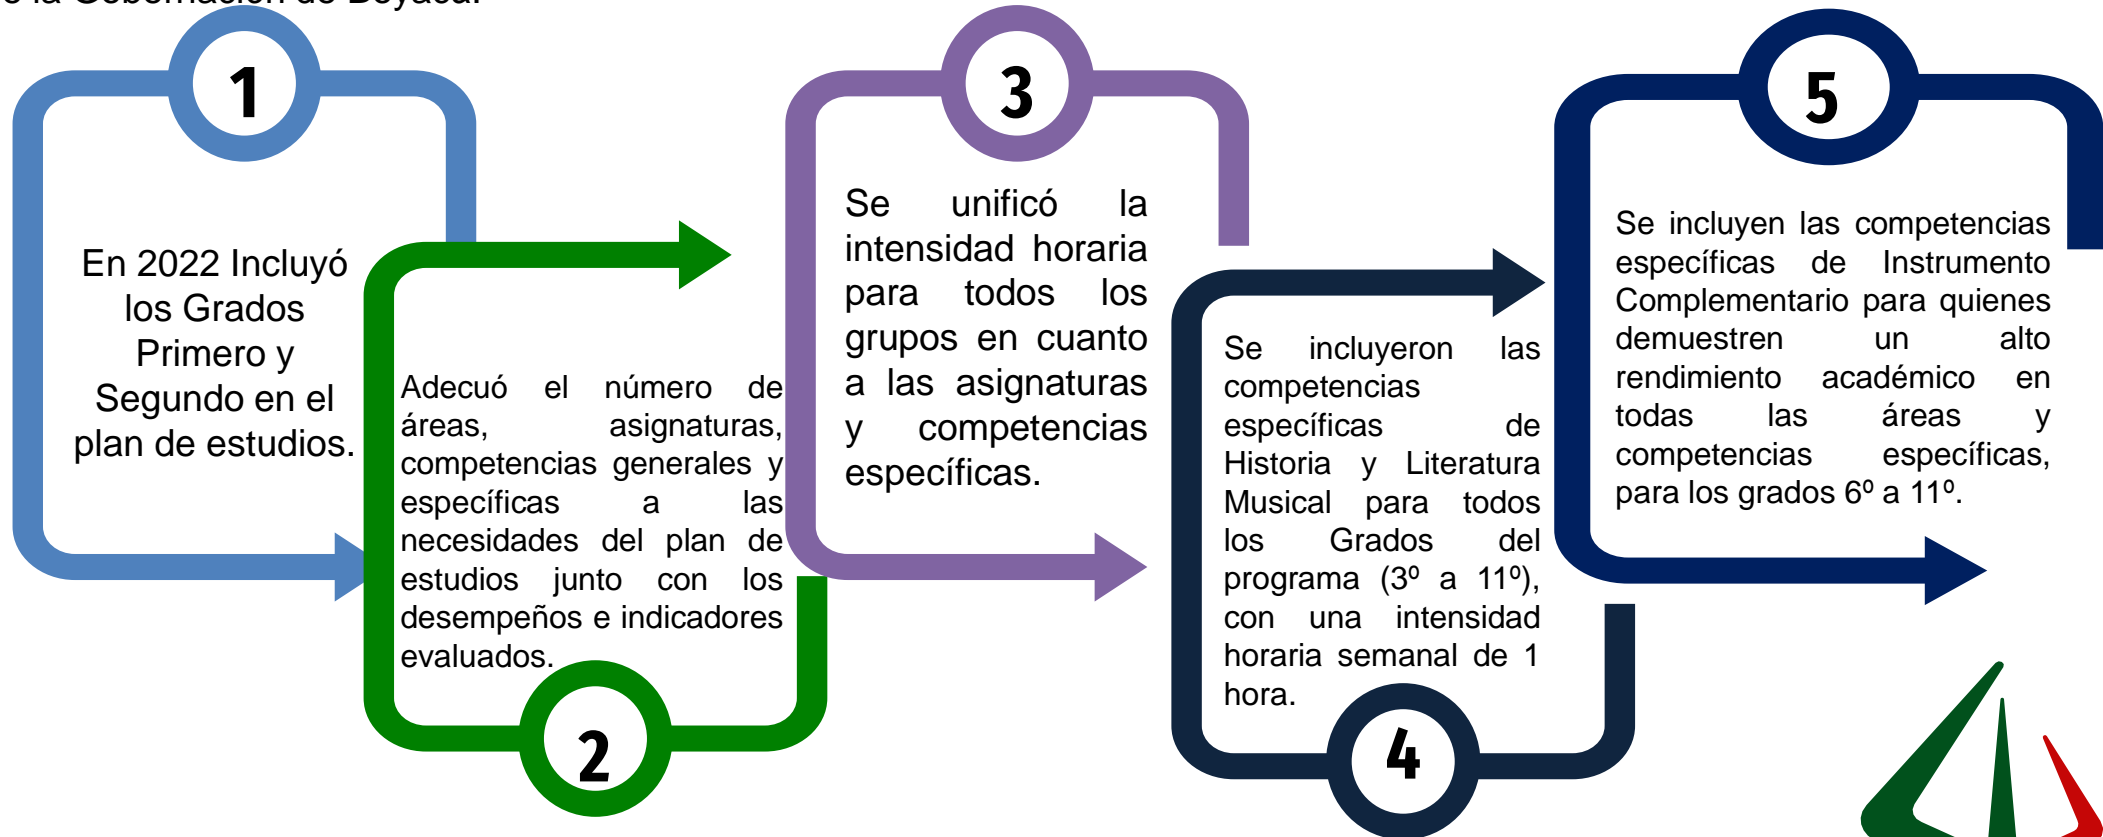 la Gobernación de Boyacá.
1
En 2022 Incluyó
los Grados
Primero y
Segundo en el
plan de estudios.
2
Adecuó el número de
áreas, asignaturas,
competencias generales y
específicas a las
necesidades del plan de
estudios junto con los
desempeños e indicadores
evaluados.
3
Se unificó la
intensidad horaria
para todos los
grupos en cuanto
a las asignaturas
y competencias
específicas.
4
Se incluyeron las
competencias
específicas de
Historia y Literatura
Musical para todos
los Grados del
programa (3º a 11º),
con una intensidad
horaria semanal de 1
hora.
5
Se incluyen las competencias
específicas de Instrumento
Complementario para quienes
demuestren un alto
rendimiento académico en
todas las áreas y
competencias específicas,
para los grados 6º a 11º.